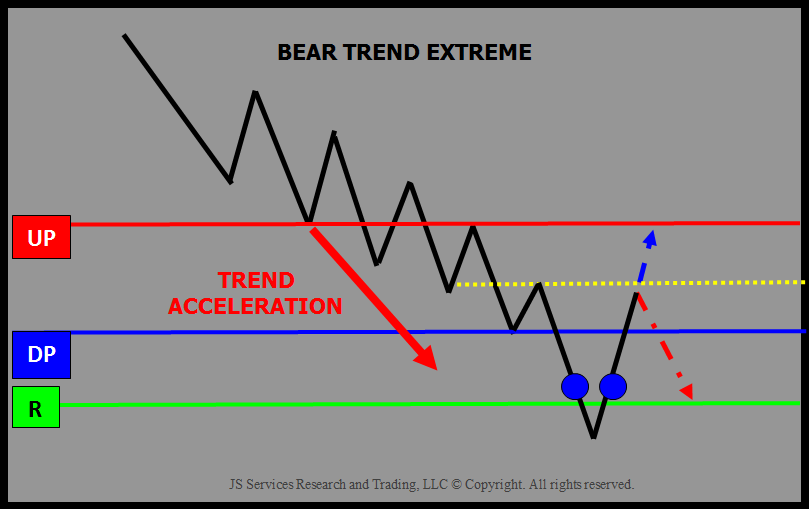 BEAR TREND EXTREME
UP
TREND
ACCELERATION
DP
R
JS Services Research and Trading, LLC © Copyright. All rights reserved.